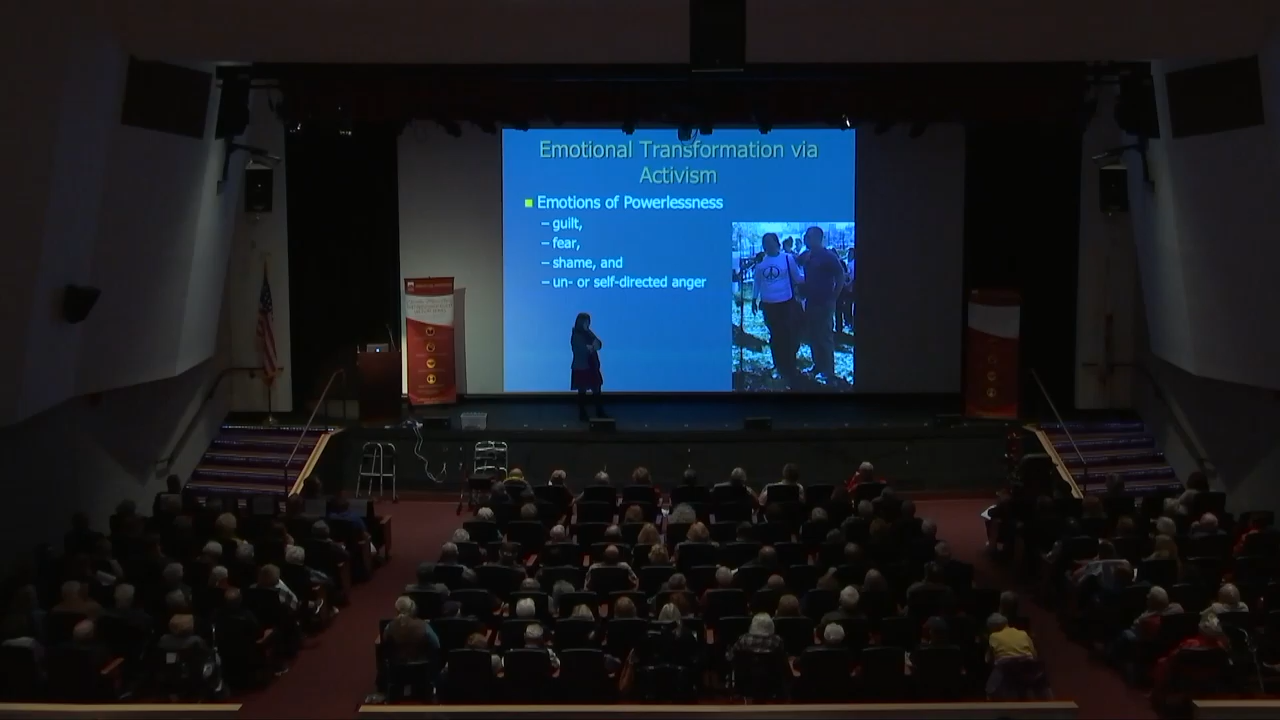 Emotional Transformation via
Activism
Emotions of Powerlessness
– guilt,
– fear,
– shame, and
– un- or self-directed anger